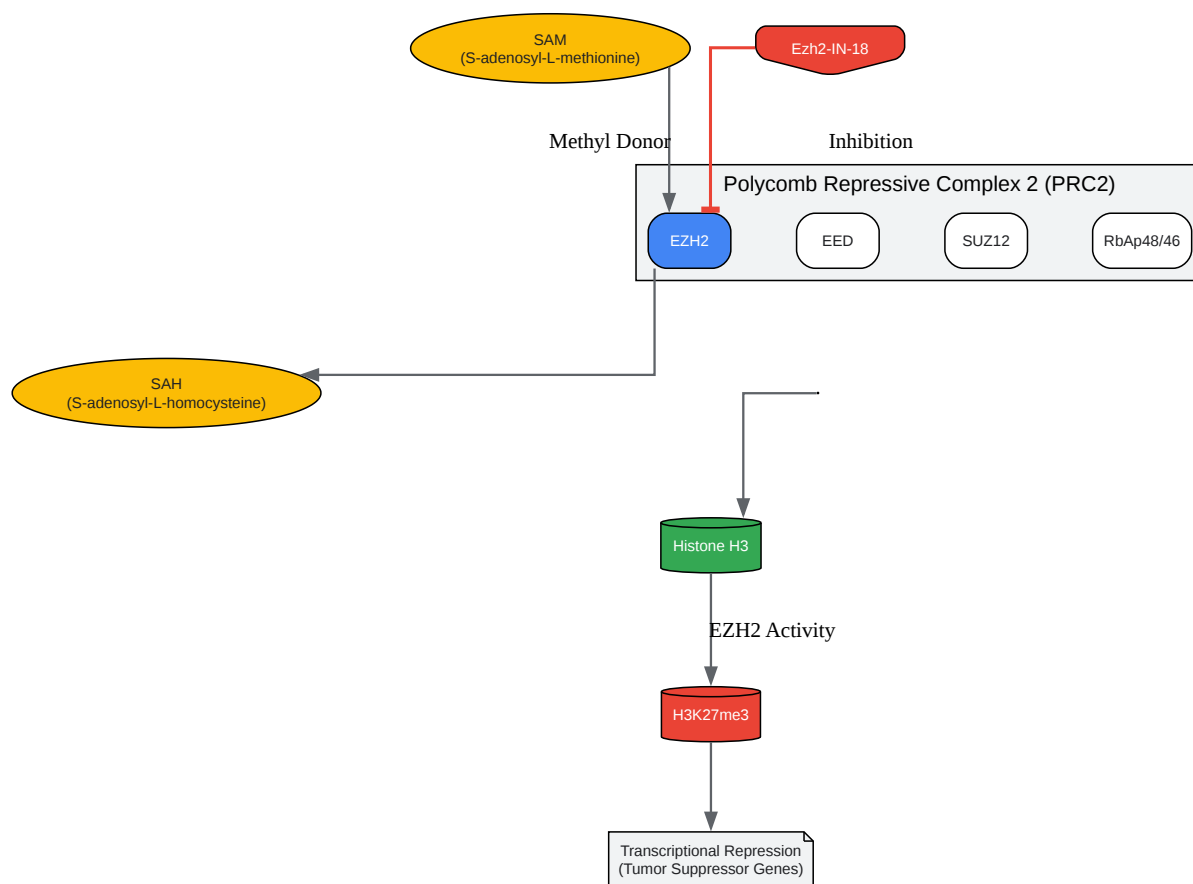 SAM
(S-adenosyl-L-methionine)
Ezh2-IN-18
Methyl Donor
Inhibition
Polycomb Repressive Complex 2 (PRC2)
EZH2
EED
SUZ12
RbAp48/46
SAH
(S-adenosyl-L-homocysteine)
Histone H3
EZH2 Activity
H3K27me3
Transcriptional Repression
(Tumor Suppressor Genes)